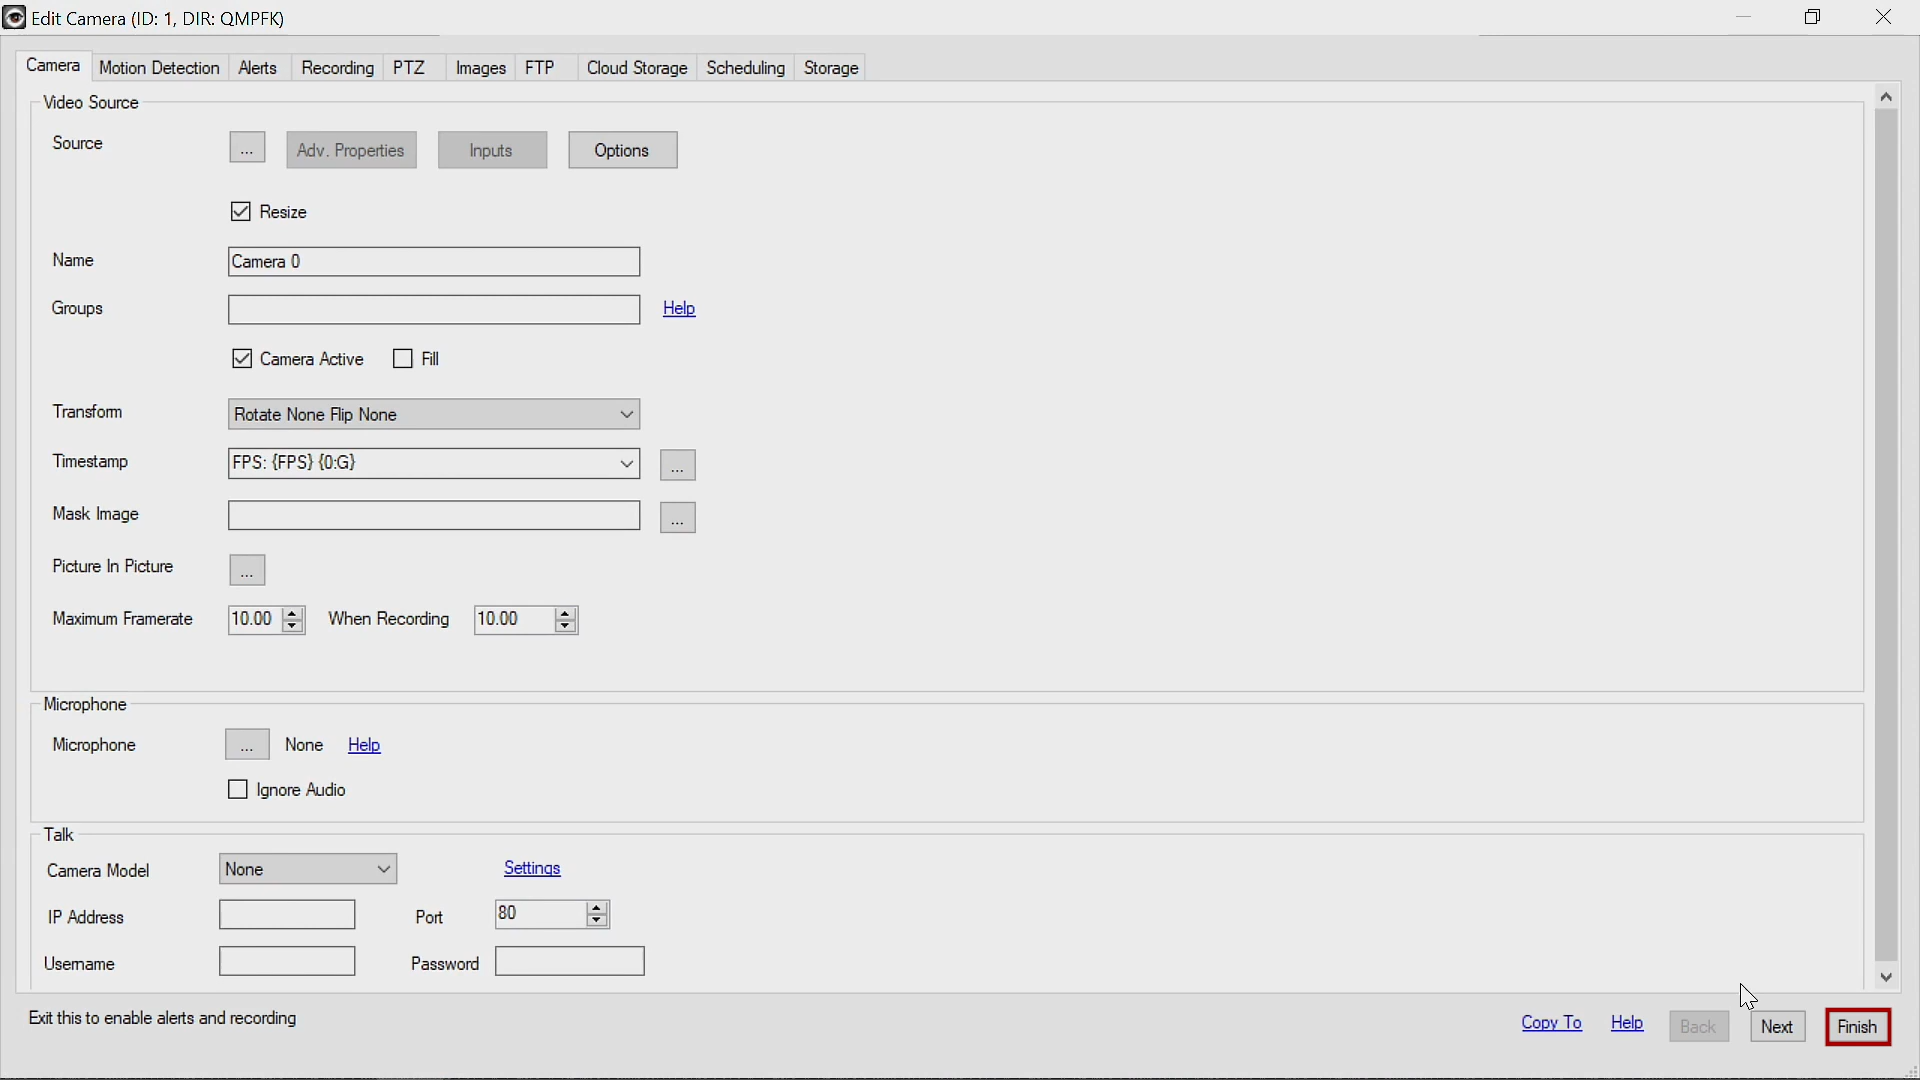 Edit Camera (ID: 1, DIR: QMPFK)
Camera Motion Detection Alerts Recording PTZ Images FTP Cloud Storage Scheduling Storage
Video Source
Source ... Adv. Properties Inputs Options
Resize
Name Camera 0
Groups Help
Camera Active Fill
Transform Rotate None Flip None
Timestamp FPS: {FPS} {0:G} ...
Mask Image ...
Picture In Picture ...
Maximum Framerate 10.00 When Recording 10.00
Microphone
Microphone ... None Help
Ignore Audio
Talk
Camera Model None Settings
IP Address Port 80
Username Password
Exit this to enable alerts and recording Copy To Help Back Next Finish